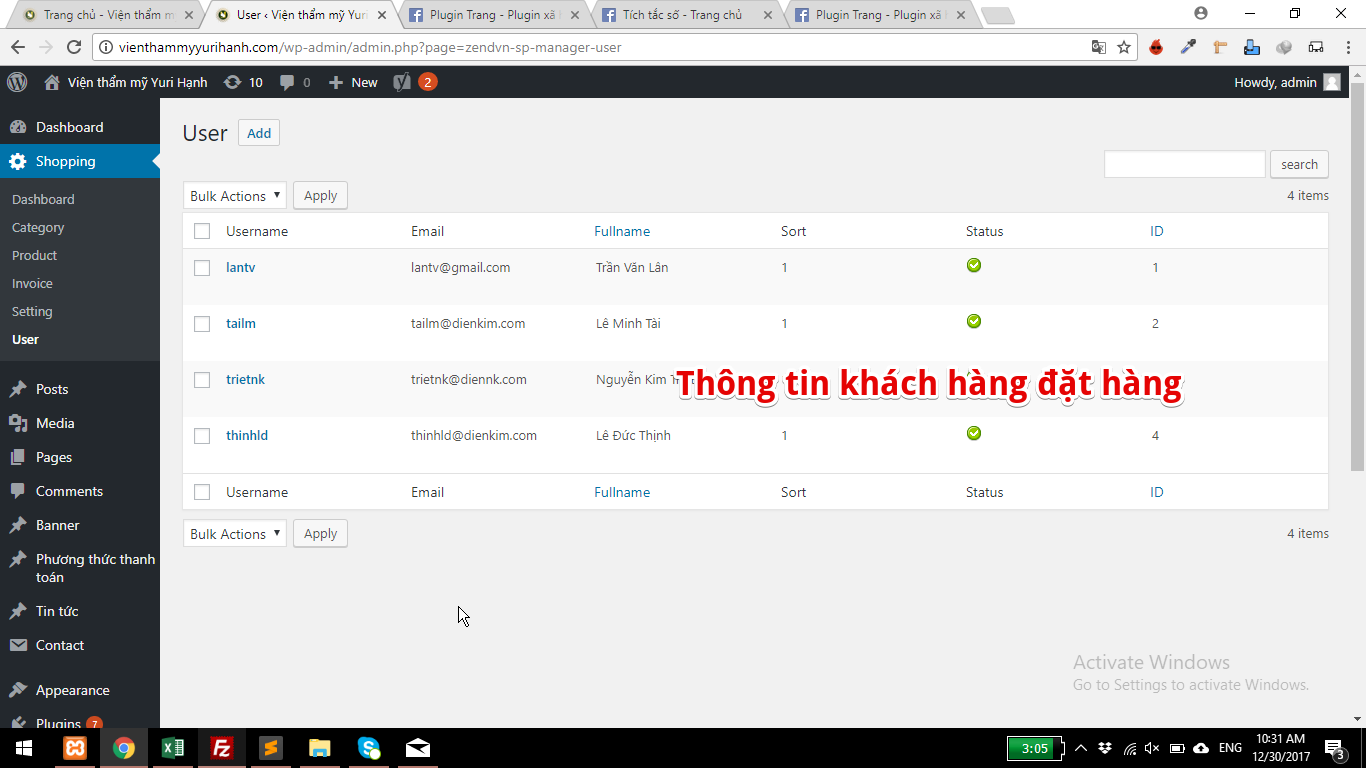 Trang chủ - Viện thẩm m
User ‹ Viện thẩm mỹ Yuri
Plugin Trang - Plugin xã
Tích tắc số - Trang chủ
Plugin Trang - Plugin xã
vienthammyyurihanh.com/wp-admin/admin.php?page=zendvn-sp-manager-user
Viện thẩm mỹ Yuri Hạnh 10 0 New 2 Howdy, admin
Dashboard
Shopping
Dashboard
Category
Product
Invoice
Setting
User
Posts
Media
Pages
Comments
Banner
Phương thức thanh
toán
Tin tức
Contact
Appearance
Plugins 7
User Add
search
Bulk Actions Apply 4 items
Username Email Fullname Sort Status ID
lantv lantv@gmail.com Trần Văn Lân 1 1
tailm tailm@dienkim.com Lê Minh Tài 1 2
trietnk trietnk@diennk.com Nguyễn Kim
Thông tin khách hàng đặt hàng
thinhld thinhld@dienkim.com Lê Đức Thịnh 1 4
Username Email Fullname Sort Status ID
Bulk Actions Apply 4 items
Activate Windows
Go to Settings to activate Windows.
3:05 ENG 10:31 AM
12/30/2017 3